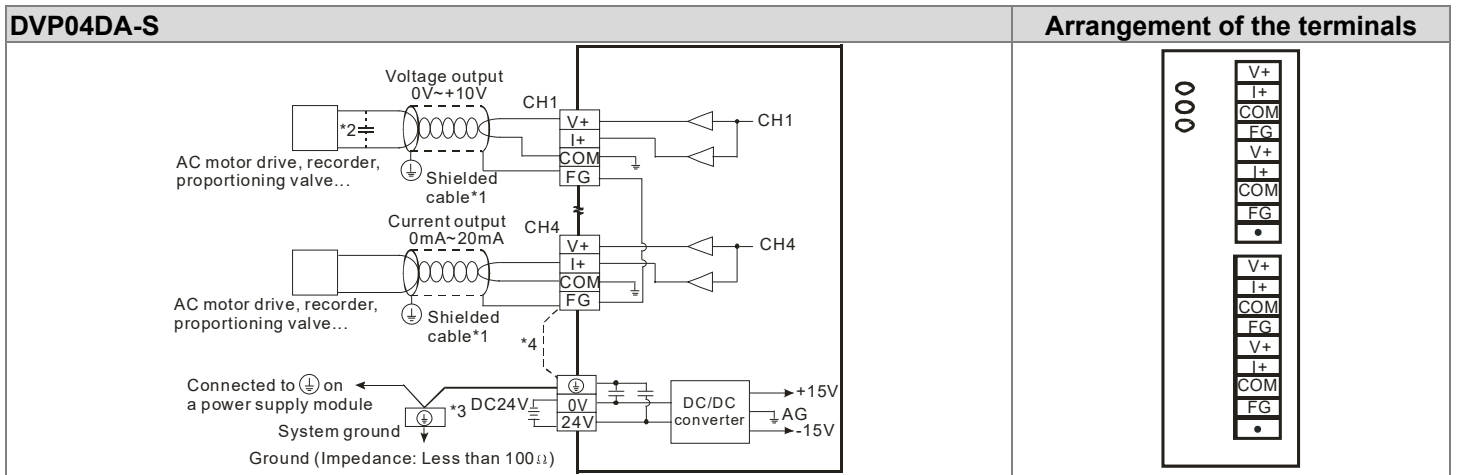 DVP04DA-S
Arrangement of the terminals
Voltage output
0V~+10V
CH1
*2
V+
I+
COM
FG
CH1
AC motor drive, recorder,
proportioning valve...
Shielded
cable*1
Current output
0mA~20mA
CH4
V+
I+
COM
FG
CH4
AC motor drive, recorder,
proportioning valve...
Shielded
cable*1
*4
Connected to ⏚ on
a power supply module
*3
System ground
Ground (Impedance: Less than 100Ω)
DC24V
0V
24V
DC/DC
converter
+15V
AG
-15V
V+
I+
COM
FG
V+
I+
COM
FG
•
V+
I+
COM
FG
V+
I+
COM
FG
•